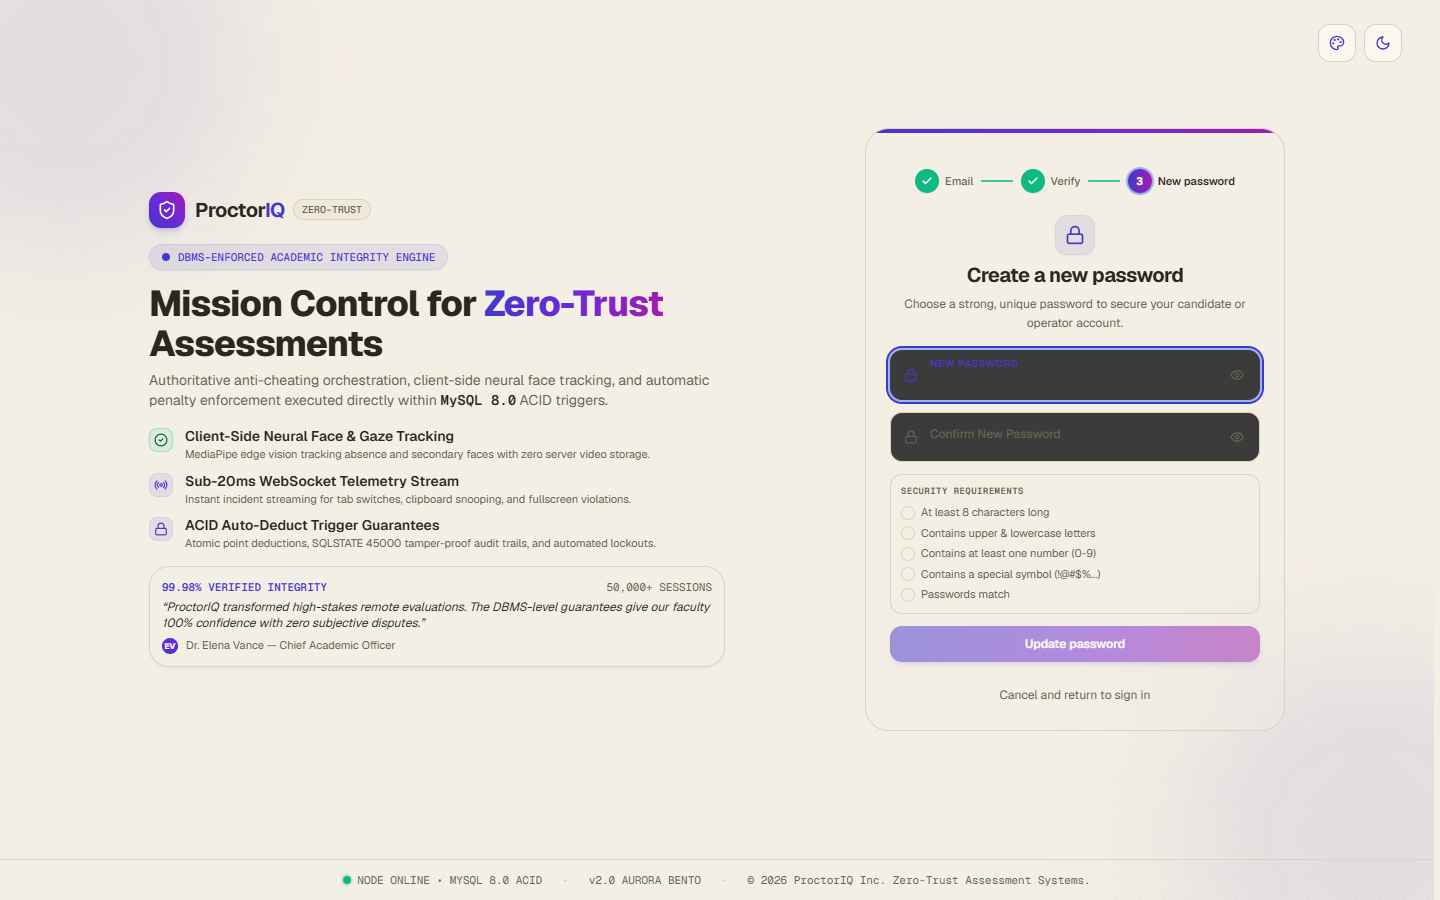 ProctorIQ
ZERO-TRUST
DBMS-ENFORCED ACADEMIC INTEGRITY ENGINE
Mission Control for Zero-Trust
Assessments
Authoritative anti-cheating orchestration, client-side neural face tracking, and automatic
penalty enforcement executed directly within MySQL 8.0 ACID triggers.
Client-Side Neural Face & Gaze Tracking
MediaPipe edge vision tracking absence and secondary faces with zero server video storage.
Sub-20ms WebSocket Telemetry Stream
Instant incident streaming for tab switches, clipboard snooping, and fullscreen violations.
ACID Auto-Deduct Trigger Guarantees
Atomic point deductions, SQLSTATE 45000 tamper-proof audit trails, and automated lockouts.
99.98% VERIFIED INTEGRITY
50,000+ SESSIONS
“ProctorIQ transformed high-stakes remote evaluations. The DBMS-level guarantees give our faculty
100% confidence with zero subjective disputes.”
EV
Dr. Elena Vance — Chief Academic Officer
Email
Verify
3
New password
Create a new password
Choose a strong, unique password to secure your candidate or
operator account.
NEW PASSWORD
Confirm New Password
SECURITY REQUIREMENTS
At least 8 characters long
Contains upper & lowercase letters
Contains at least one number (0-9)
Contains a special symbol (!@#$%...)
Passwords match
Update password
Cancel and return to sign in
NODE ONLINE • MYSQL 8.0 ACID
v2.0 AURORA BENTO
© 2026 ProctorIQ Inc. Zero-Trust Assessment Systems.